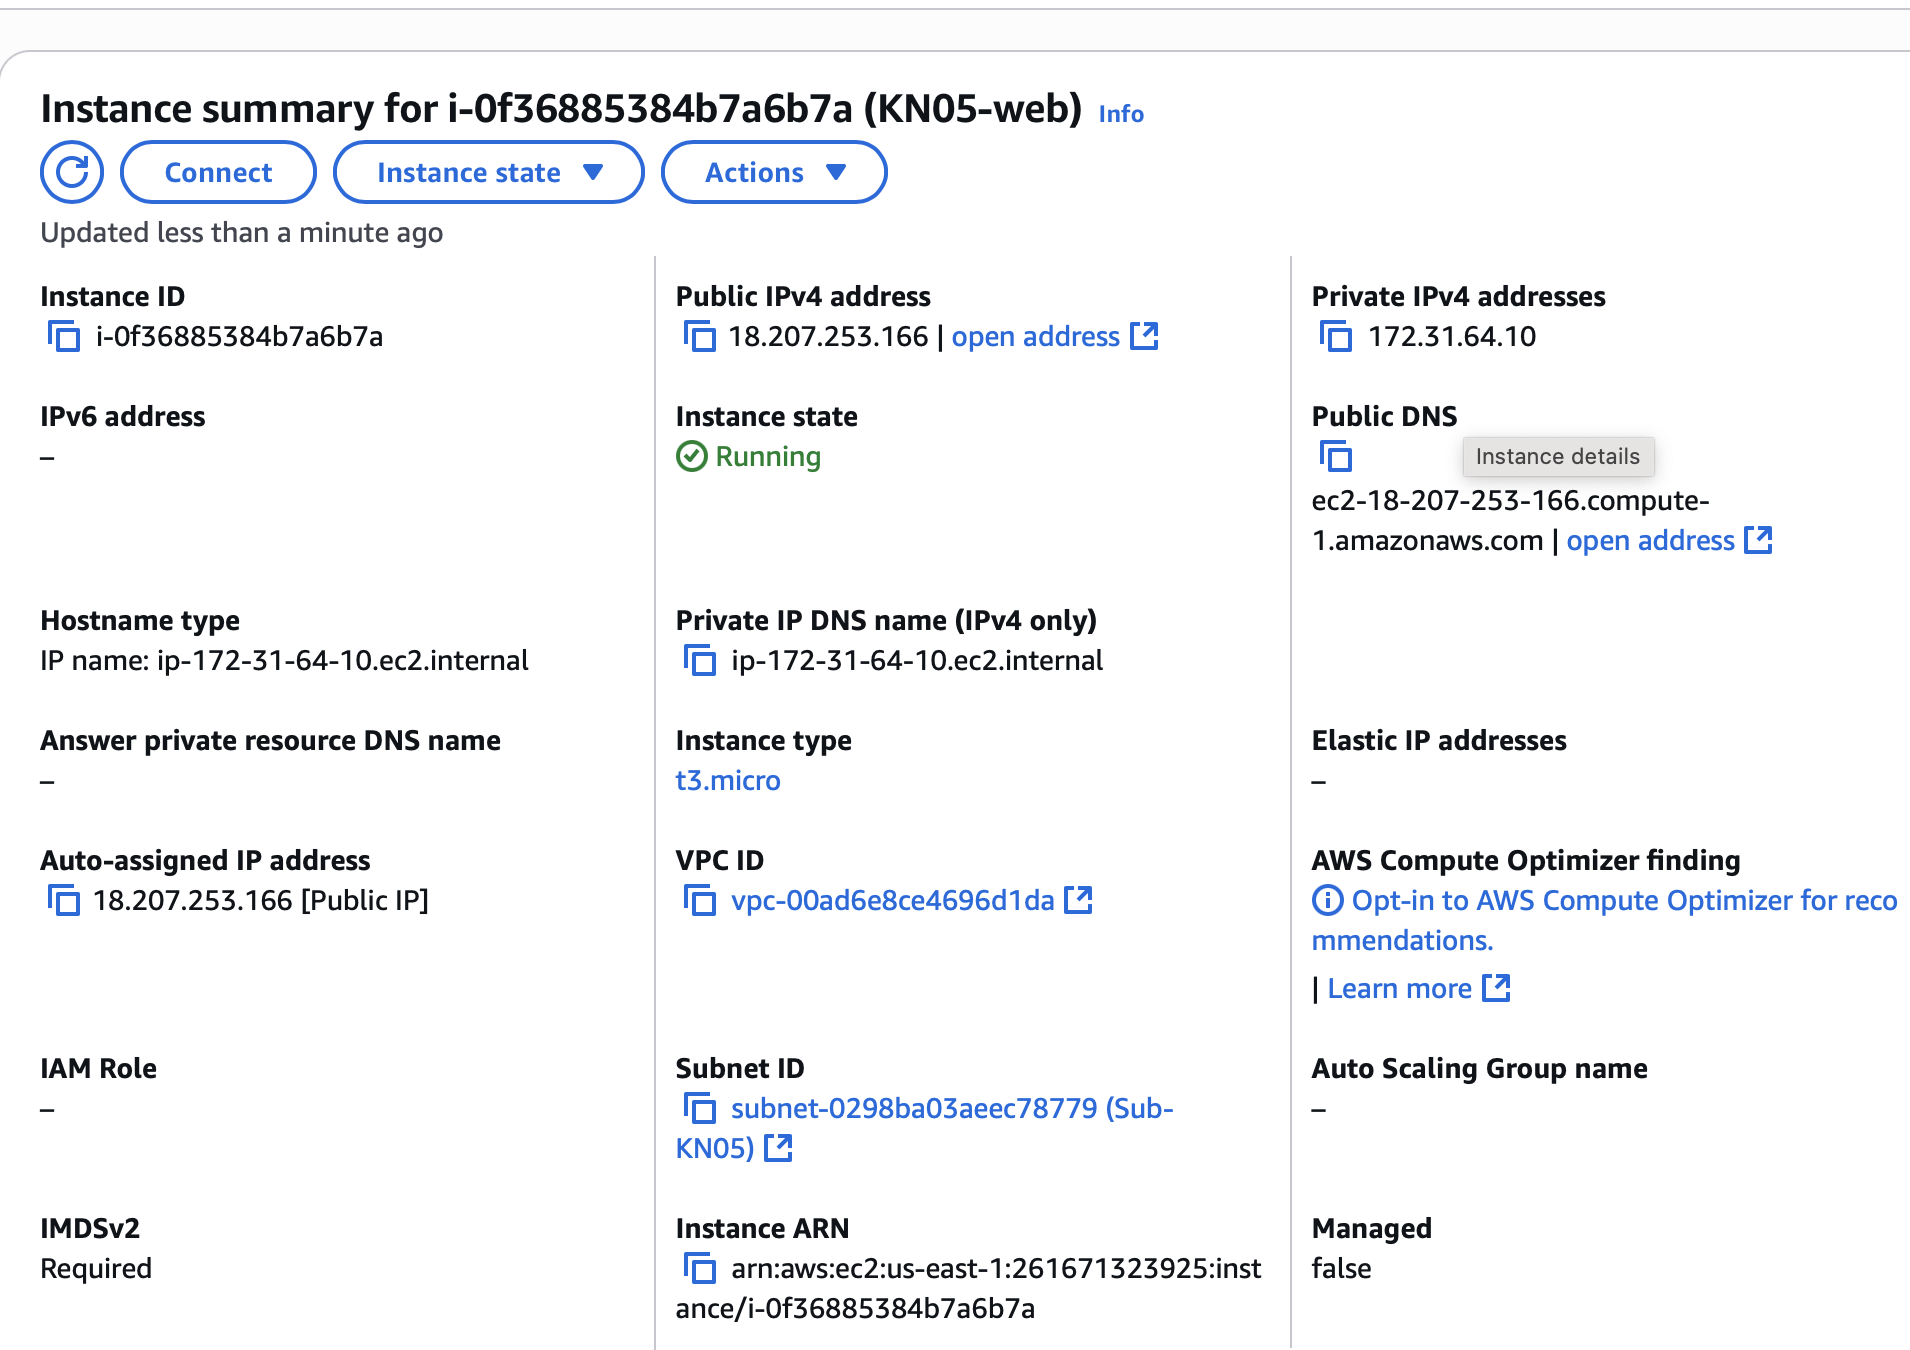 Instance summary for i-0f36885384b7a6b7a (KN05-web) Info
Connect
Instance state
Actions
Updated less than a minute ago
Instance ID
i-0f36885384b7a6b7a
Public IPv4 address
18.207.253.166 | open address
Private IPv4 addresses
172.31.64.10
IPv6 address
–
Instance state
Running
Public DNS
Instance details
ec2-18-207-253-166.compute-
1.amazonaws.com | open address
Hostname type
IP name: ip-172-31-64-10.ec2.internal
Private IP DNS name (IPv4 only)
ip-172-31-64-10.ec2.internal
Answer private resource DNS name
–
Instance type
t3.micro
Elastic IP addresses
–
Auto-assigned IP address
18.207.253.166 [Public IP]
VPC ID
vpc-00ad6e8ce4696d1da
AWS Compute Optimizer finding
Opt-in to AWS Compute Optimizer for reco
mmendations.
| Learn more
IAM Role
–
Subnet ID
subnet-0298ba03aeec78779 (Sub-
KN05)
Auto Scaling Group name
–
IMDSv2
Required
Instance ARN
arn:aws:ec2:us-east-1:261671323925:inst
ance/i-0f36885384b7a6b7a
Managed
false